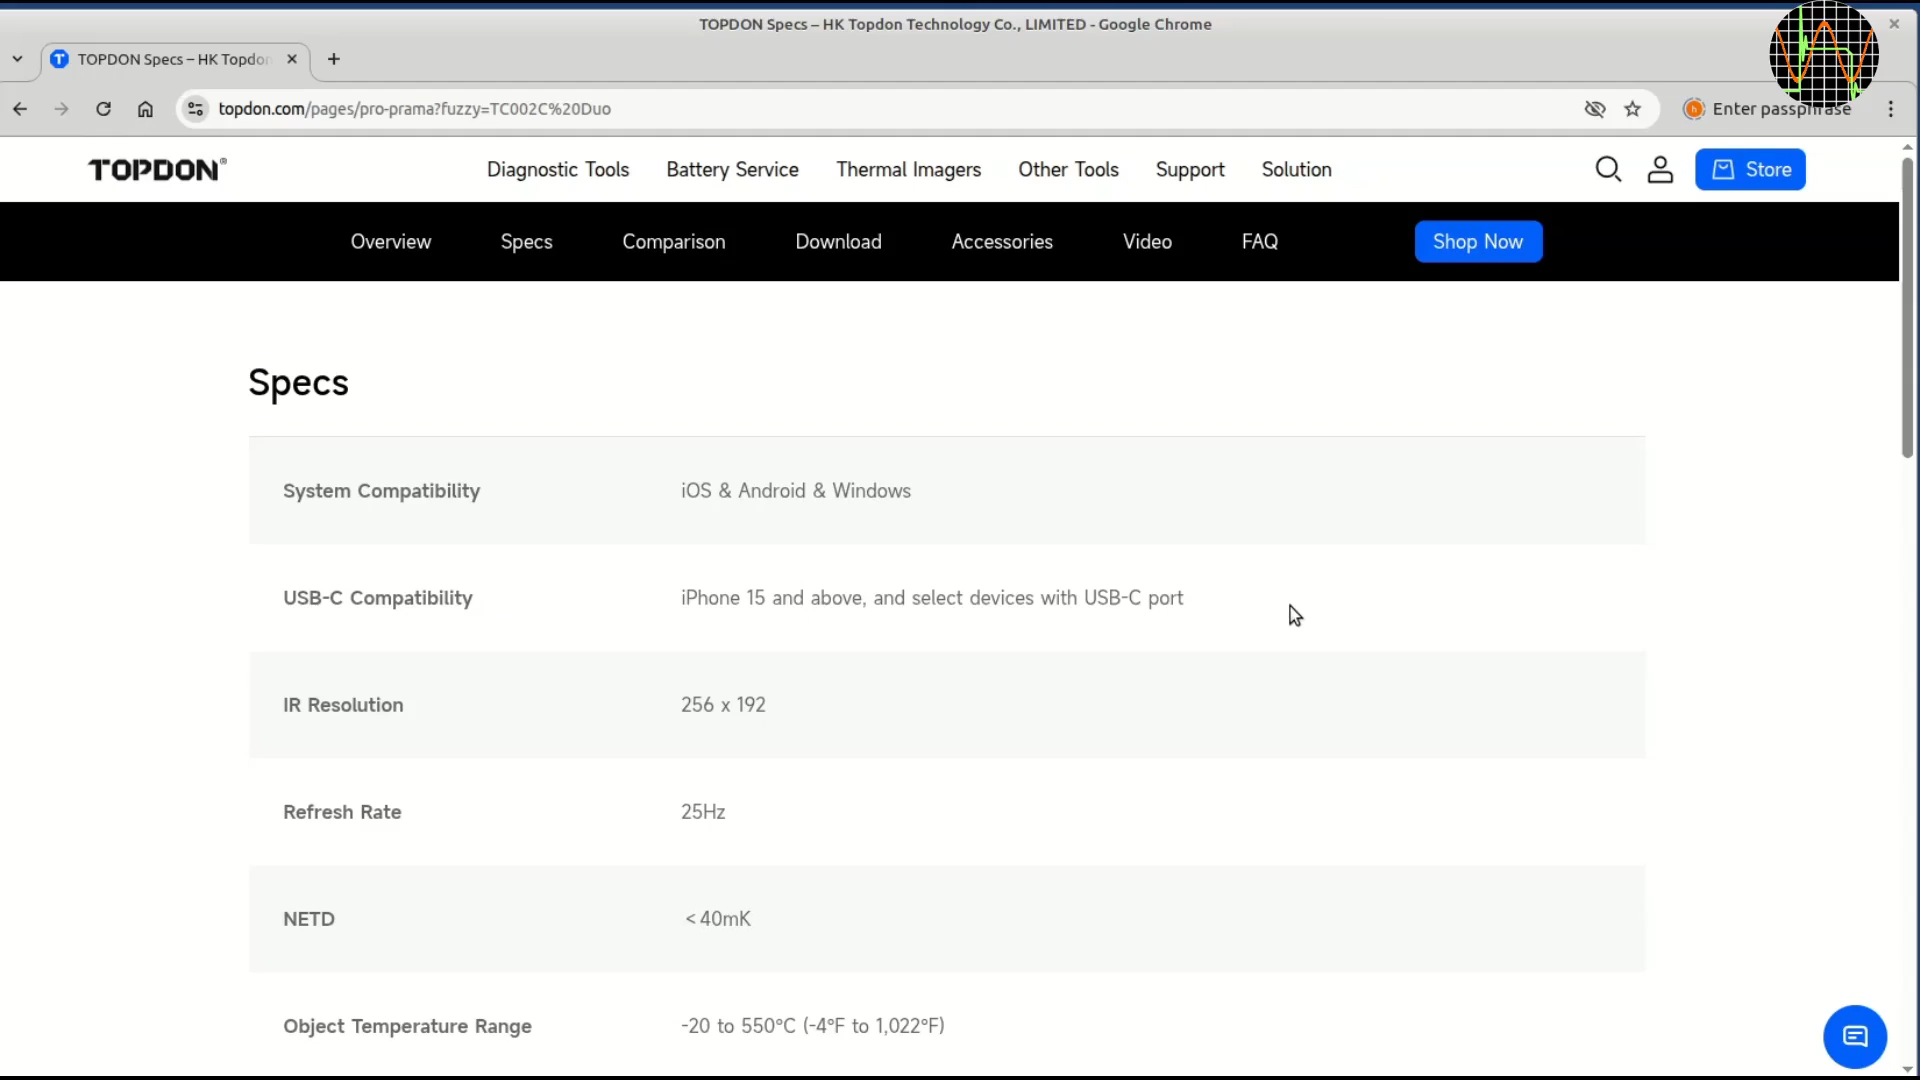 TOPDON Specs – HK Topdon Technology Co., LIMITED - Google Chrome
TOPDON Specs – HK Topdon
topdon.com/pages/pro-prama?fuzzy=TC002C%20Duo
Enter passphrase
TOPDON®
Diagnostic Tools
Battery Service
Thermal Imagers
Other Tools
Support
Solution
Store
Overview
Specs
Comparison
Download
Accessories
Video
FAQ
Shop Now
Specs
System Compatibility
iOS & Android & Windows
USB-C Compatibility
iPhone 15 and above, and select devices with USB-C port
IR Resolution
256 x 192
Refresh Rate
25Hz
NETD
<40mK
Object Temperature Range
-20 to 550°C (-4°F to 1,022°F)